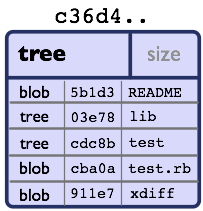 c36d4..
tree size
blob 5b1d3 README
tree 03e78 lib
tree cdc8b test
blob cba0a test.rb
blob 911e7 xdiff